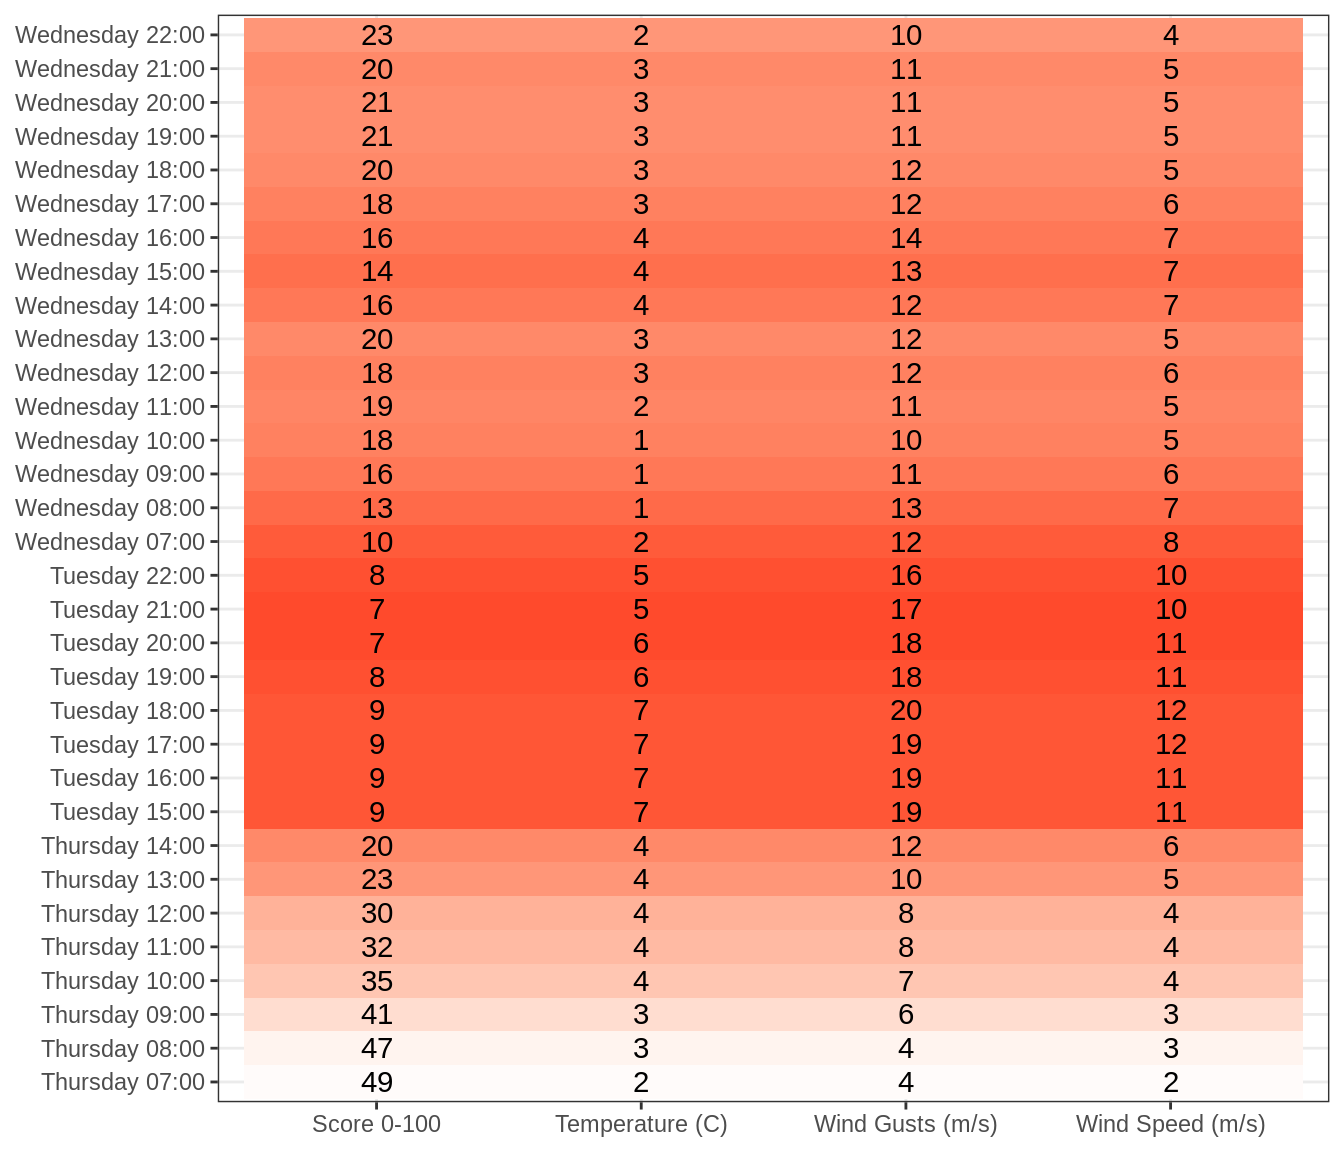 Wednesday 22:00 23 2 10 4
Wednesday 21:00 20 3 11 5
Wednesday 20:00 21 3 11 5
Wednesday 19:00 21 3 11 5
Wednesday 18:00 20 3 12 5
Wednesday 17:00 18 3 12 6
Wednesday 16:00 16 4 14 7
Wednesday 15:00 14 4 13 7
Wednesday 14:00 16 4 12 7
Wednesday 13:00 20 3 12 5
Wednesday 12:00 18 3 12 6
Wednesday 11:00 19 2 11 5
Wednesday 10:00 18 1 10 5
Wednesday 09:00 16 1 11 6
Wednesday 08:00 13 1 13 7
Wednesday 07:00 10 2 12 8
Tuesday 22:00 8 5 16 10
Tuesday 21:00 7 5 17 10
Tuesday 20:00 7 6 18 11
Tuesday 19:00 8 6 18 11
Tuesday 18:00 9 7 20 12
Tuesday 17:00 9 7 19 12
Tuesday 16:00 9 7 19 11
Tuesday 15:00 9 7 19 11
Thursday 14:00 20 4 12 6
Thursday 13:00 23 4 10 5
Thursday 12:00 30 4 8 4
Thursday 11:00 32 4 8 4
Thursday 10:00 35 4 7 4
Thursday 09:00 41 3 6 3
Thursday 08:00 47 3 4 3
Thursday 07:00 49 2 4 2
Score 0-100 Temperature (C) Wind Gusts (m/s) Wind Speed (m/s)